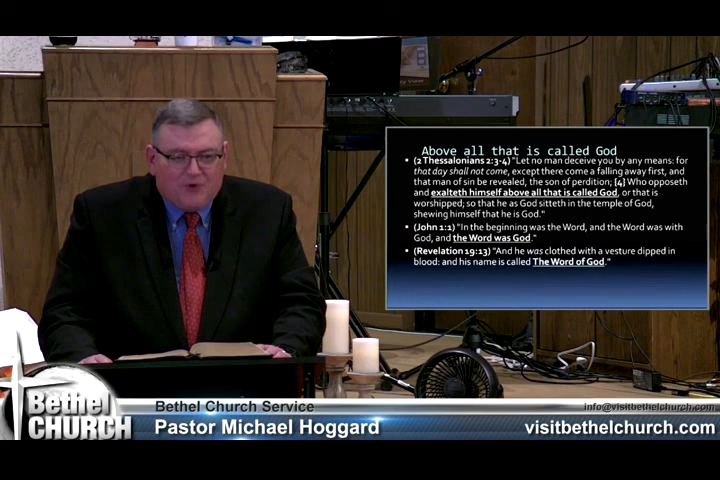 Above all that is called God
▪ (2 Thessalonians 2:3-4) "Let no man deceive you by any means: for
that day shall not come, except there come a falling away first, and
that man of sin be revealed, the son of perdition; [4] Who opposeth
and exalteth himself above all that is called God, or that is
worshipped; so that he as God sitteth in the temple of God,
shewing himself that he is God."
▪ (John 1:1) "In the beginning was the Word, and the Word was with
God, and the Word was God."
▪ (Revelation 19:13) "And he was clothed with a vesture dipped in
blood: and his name is called The Word of God."
Bethel
CHURCH
Bethel Church Service
info@visitbethelchurch.com
Pastor Michael Hoggard
visitbethelchurch.com